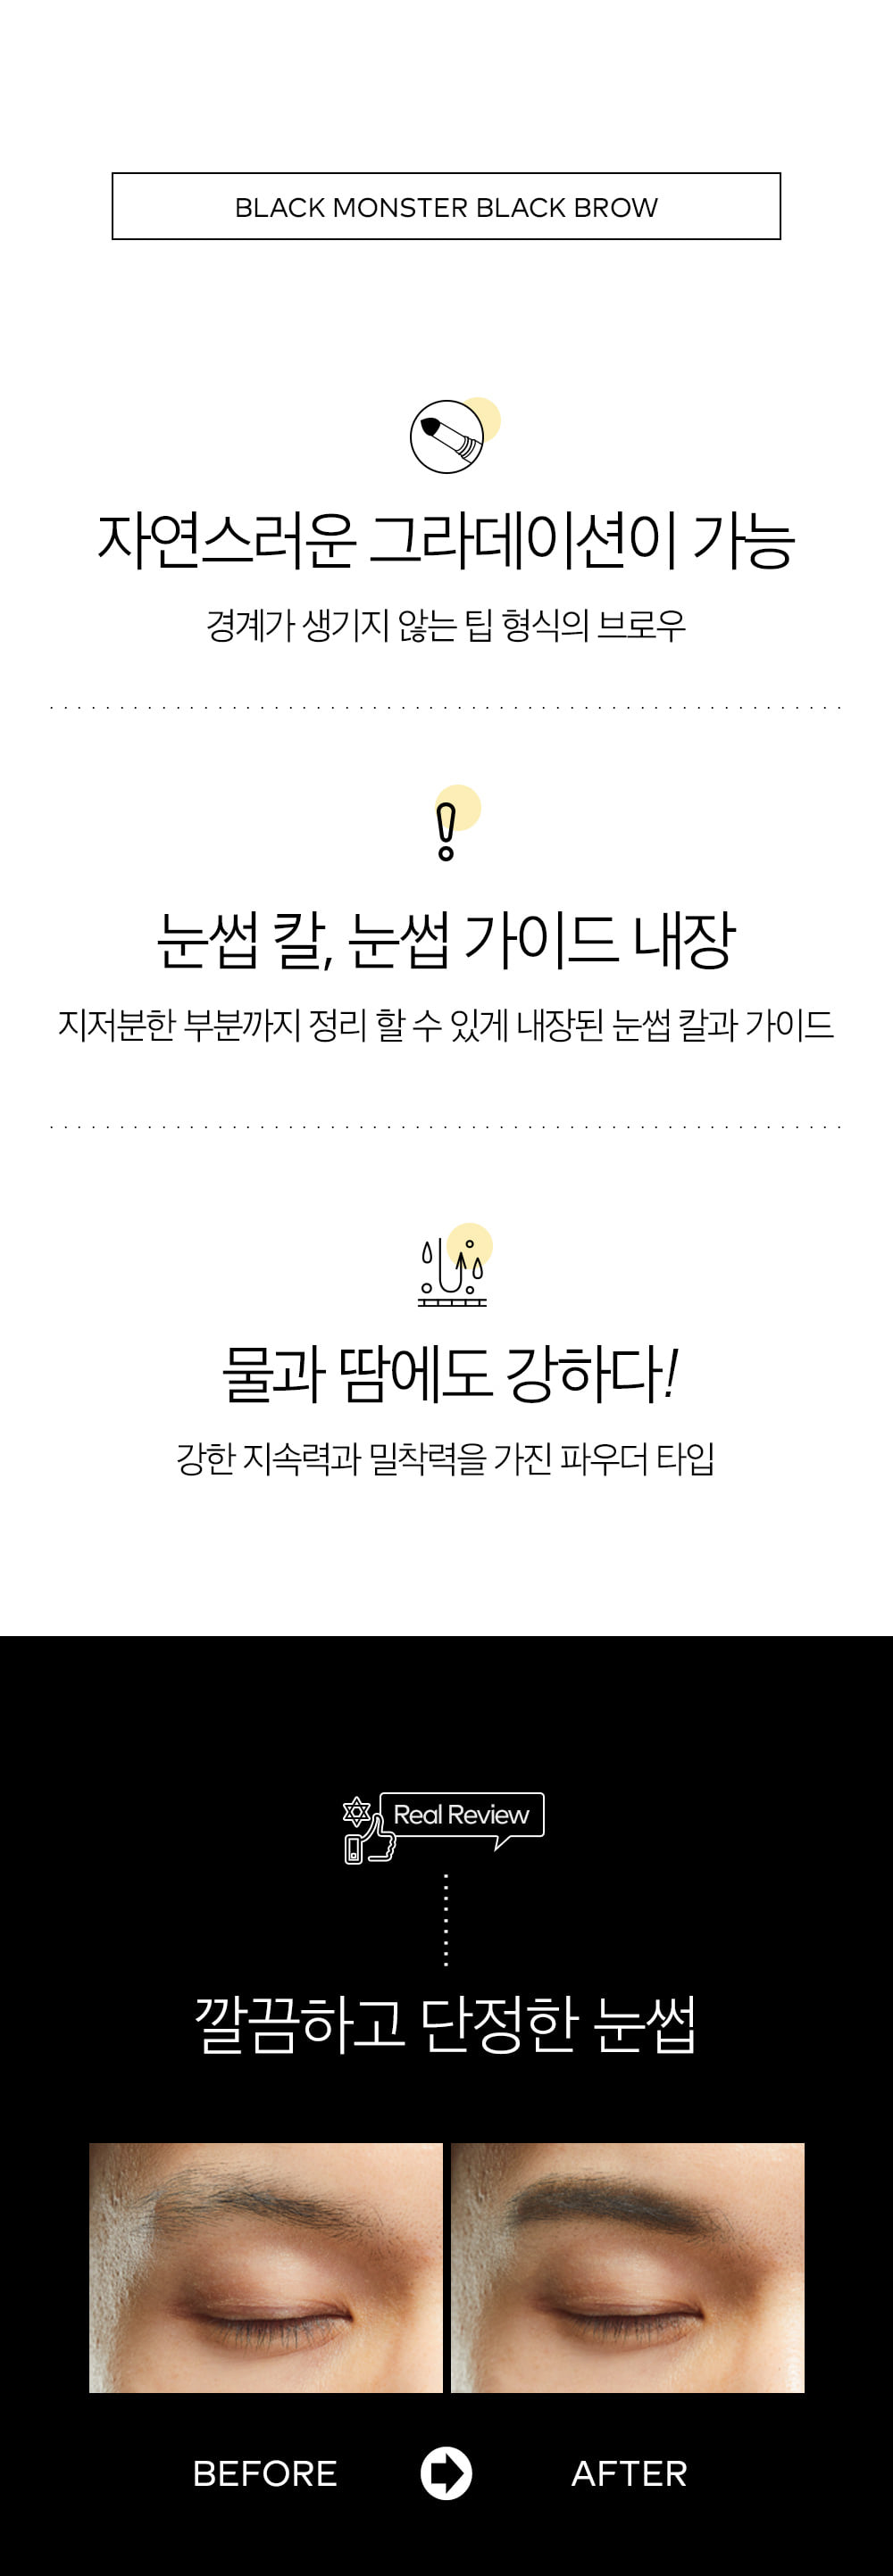 BLACK MONSTER BLACK BROW
자연스러운 그라데이션이 가능
경계가 생기지 않는 팁 형식의 브로우
눈썹 칼, 눈썹 가이드 내장
지저분한 부분까지 정리 할 수 있게 내장된 눈썹 칼과 가이드
물과 땀에도 강하다!
강한 지속력과 밀착력을 가진 파우더 타입
Real Review
깔끔하고 단정한 눈썹
BEFORE
AFTER